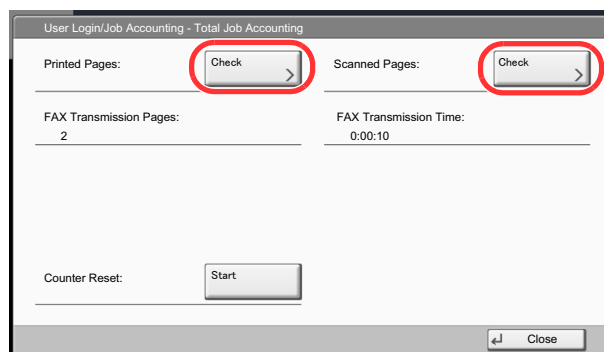 User Login/Job Accounting - Total Job Accounting
Printed Pages: Check Scanned Pages: Check
FAX Transmission Pages: FAX Transmission Time:
2 0:00:10
Counter Reset: Start
Close